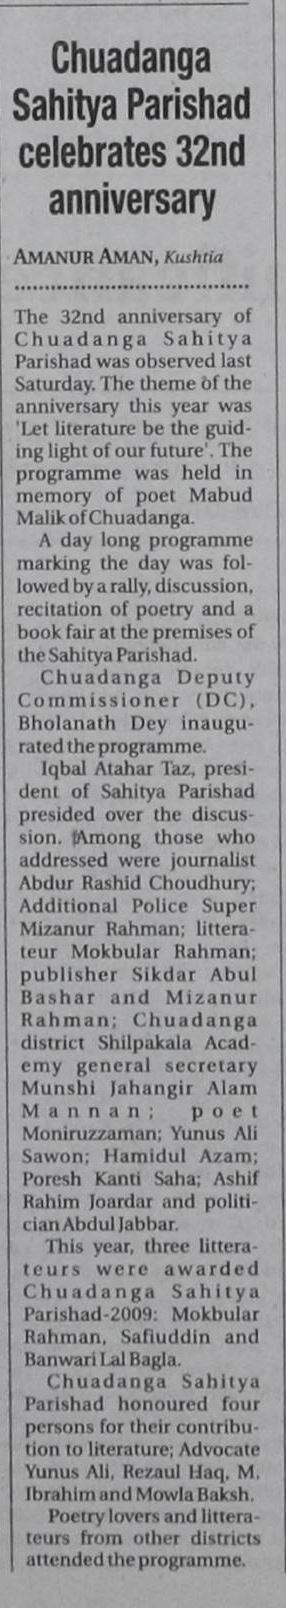 Chuadanga
Sahitya Parishad
celebrates 32nd
anniversary
AMANUR AMAN, Kushtia
The 32nd anniversary of
Chuadanga Sahitya
Parishad was observed last
Saturday. The theme of the
anniversary this year was
'Let literature be the guid-
ing light of our future'. The
programme was held in
memory of poet Mabud
Malik of Chuadanga.
A day long programme
marking the day was fol-
lowed by a rally, discussion,
recitation of poetry and a
book fair at the premises of
the Sahitya Parishad.
Chuadanga Deputy
Commissioner (DC),
Bholanath Dey inaugu-
rated the programme.
Iqbal Atahar Taz, presi-
dent of Sahitya Parishad
presided over the discus-
sion. Among those who
addressed were journalist
Abdur Rashid Choudhury;
Additional Police Super
Mizanur Rahman; littera-
teur Mokbular Rahman;
publisher Sikdar Abul
Bashar and Mizanur
Rahman; Chuadanga
district Shilpakala Acad-
emy general secretary
Munshi Jahangir Alam
Mannan; poet
Moniruzzaman; Yunus Ali
Sawon; Hamidul Azam;
Poresh Kanti Saha; Ashif
Rahim Joardar and politi-
cian Abdul Jabbar.
This year, three littera-
teurs were awarded
Chuadanga Sahitya
Parishad-2009: Mokbular
Rahman, Safiuddin and
Banwari Lal Bagla.
Chuadanga Sahitya
Parishad honoured four
persons for their contribu-
tion to literature; Advocate
Yunus Ali, Rezaul Haq, M.
Ibrahim and Mowla Baksh.
Poetry lovers and littera-
teurs from other districts
attended the programme.